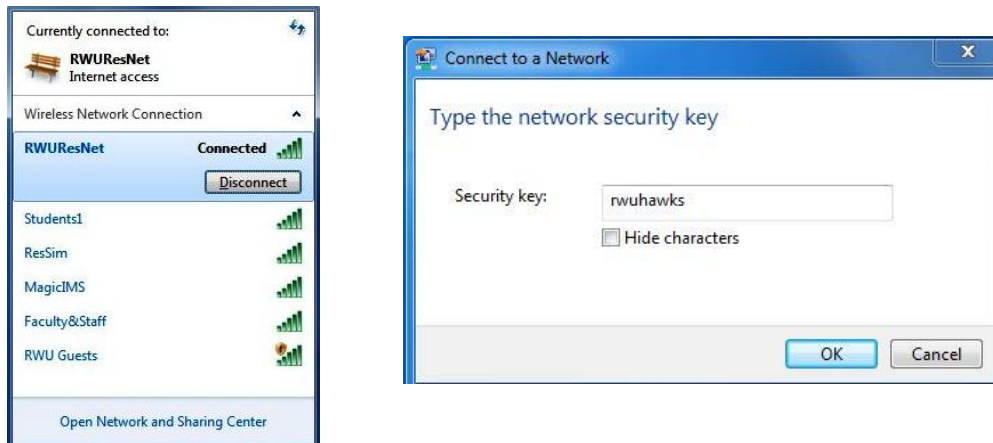 Currently connected to:
RWUResNet
Internet access
Wireless Network Connection
RWUResNet Connected
Disconnect
Students1
ResSim
MagicIMS
Faculty&Staff
RWU Guests
Open Network and Sharing Center
Connect to a Network
Type the network security key
Security key: rwuhawks
Hide characters
OK Cancel